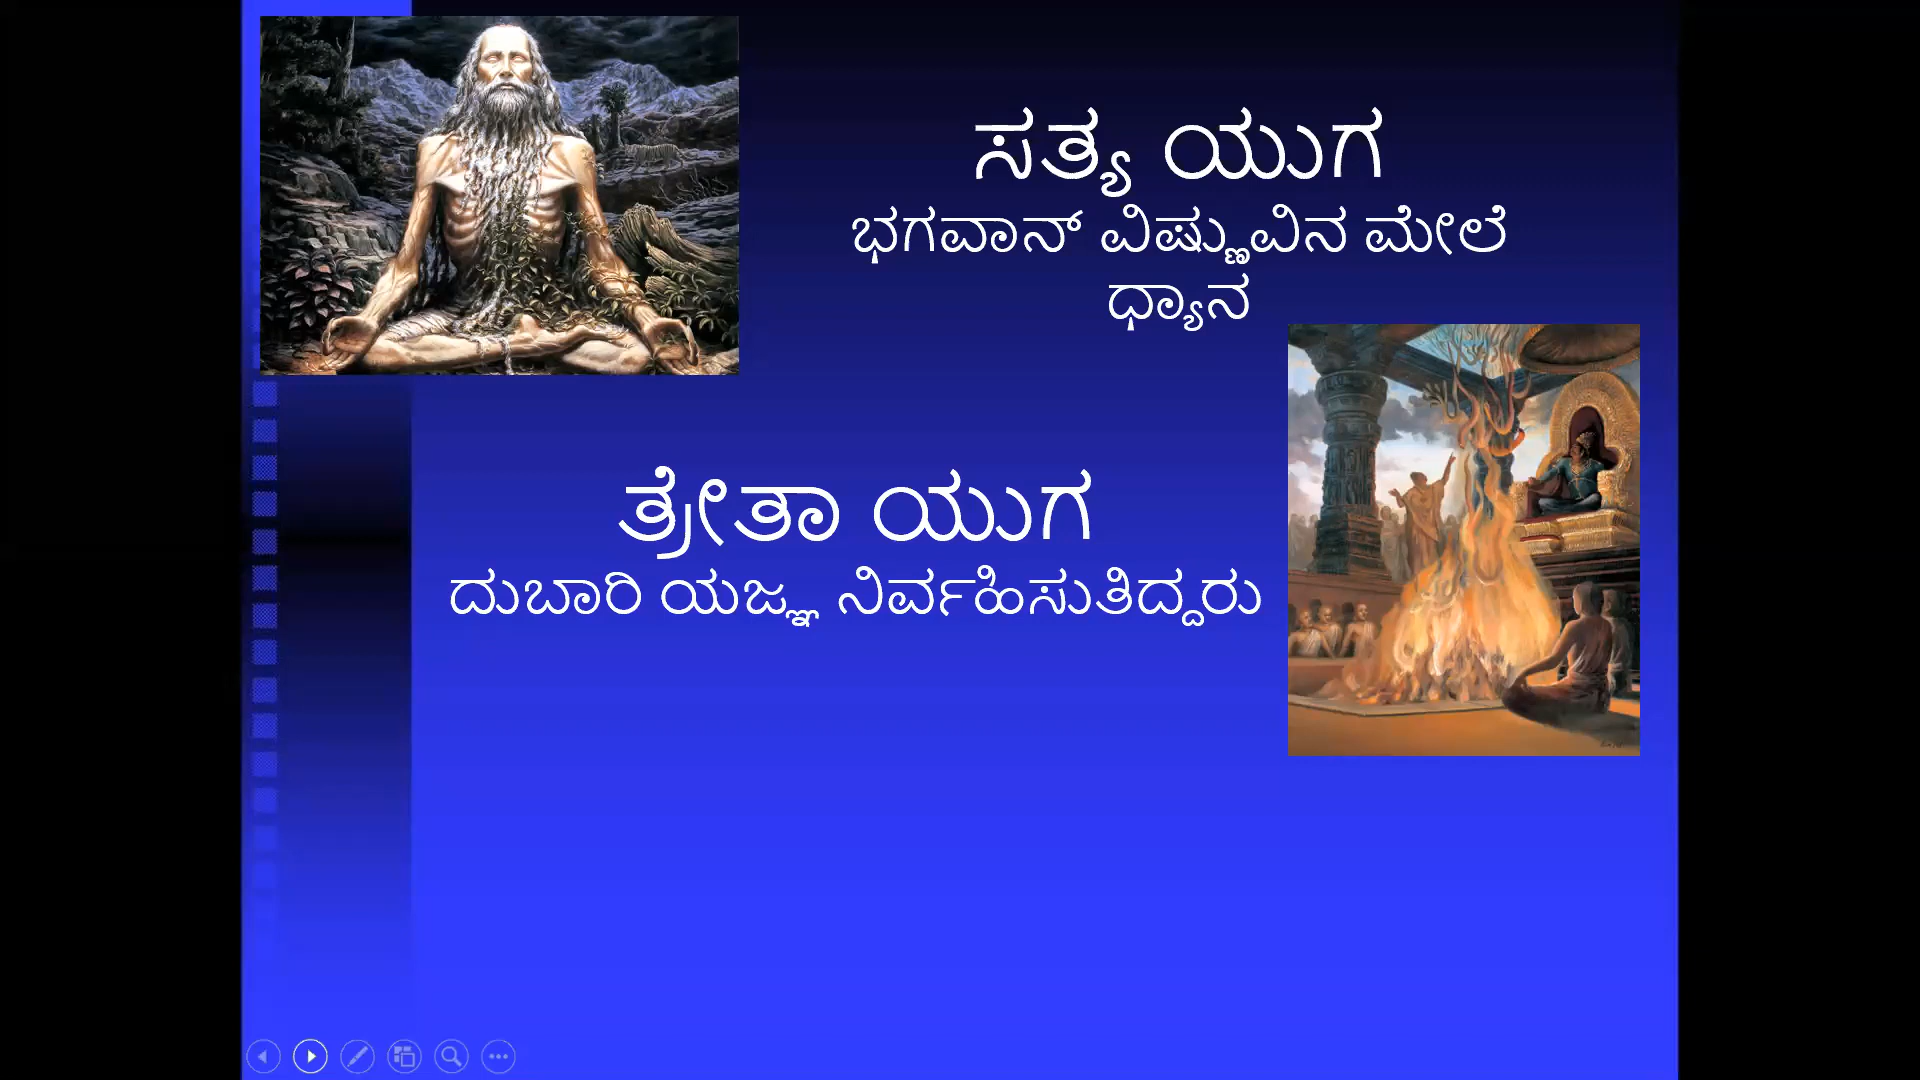 ಸತ್ಯ ಯುಗ
ಭಗವಾನ್ ವಿಷ್ಣುವಿನ ಮೇಲೆ
ಧ್ಯಾನ
ತ್ರೇತಾ ಯುಗ
ದುಬಾರಿ ಯಜ್ಞ ನಿರ್ವಹಿಸುತಿದ್ದರು